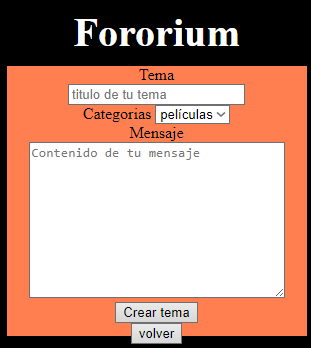 Fororium
Tema
titulo de tu tema
Categorias películas
Mensaje
Contenido de tu mensaje
Crear tema
volver